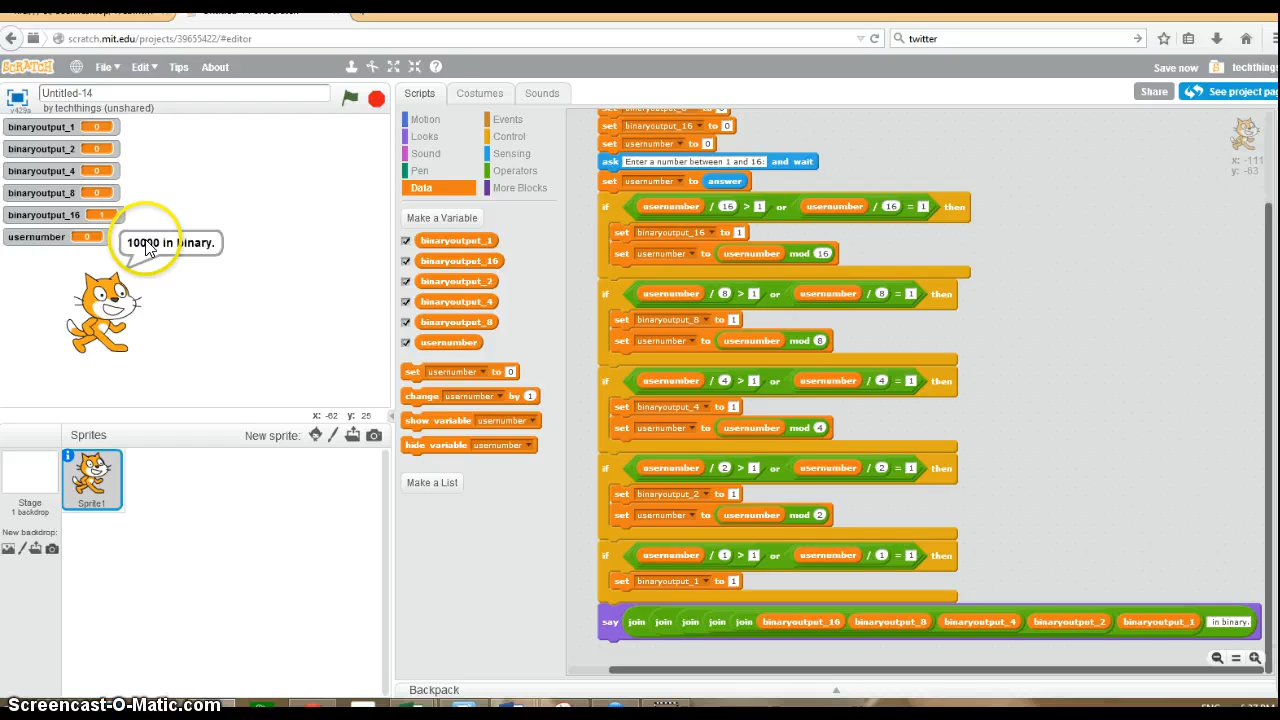 scratch.mit.edu/projects/39655422/#editor
twitter
SCRATCH
File Edit Tips About
Save now
techthings
v429s
Untitled-14
by techthings (unshared)
Scripts Costumes Sounds
Share
See project pag
binaryoutput_1 0
binaryoutput_2 0
binaryoutput_4 0
binaryoutput_8 0
binaryoutput_16 1
usernumber 0
10000 in binary.
x: -62 y: 25
Sprites
New sprite:
Stage
1 backdrop
Sprite1
New backdrop:
Motion Events
Looks Control
Sound Sensing
Pen Operators
Data More Blocks
Make a Variable
binaryoutput_1
binaryoutput_16
binaryoutput_2
binaryoutput_4
binaryoutput_8
usernumber
set usernumber to 0
change usernumber by 1
show variable usernumber
hide variable usernumber
Make a List
x: -111
y: -63
set binaryoutput_16 to 0
set usernumber to 0
ask Enter a number between 1 and 16: and wait
set usernumber to answer
if usernumber / 16 > 1 or usernumber / 16 = 1 then
set binaryoutput_16 to 1
set usernumber to usernumber mod 16
if usernumber / 8 > 1 or usernumber / 8 = 1 then
set binaryoutput_8 to 1
set usernumber to usernumber mod 8
if usernumber / 4 > 1 or usernumber / 4 = 1 then
set binaryoutput_4 to 1
set usernumber to usernumber mod 4
if usernumber / 2 > 1 or usernumber / 2 = 1 then
set binaryoutput_2 to 1
set usernumber to usernumber mod 2
if usernumber / 1 > 1 or usernumber / 1 = 1 then
set binaryoutput_1 to 1
say join join join join join binaryoutput_16 binaryoutput_8 binaryoutput_4 binaryoutput_2 binaryoutput_1 in binary.
Backpack
Screencast-O-Matic.com